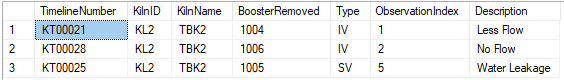 TimelineNumber KilnID KilnName BoosterRemoved Type ObservationIndex Description
1 KT00021 KL2 TBK2 1004 IV 1 Less Flow
2 KT00028 KL2 TBK2 1006 IV 2 No Flow
3 KT00025 KL2 TBK2 1005 SV 5 Water Leakage